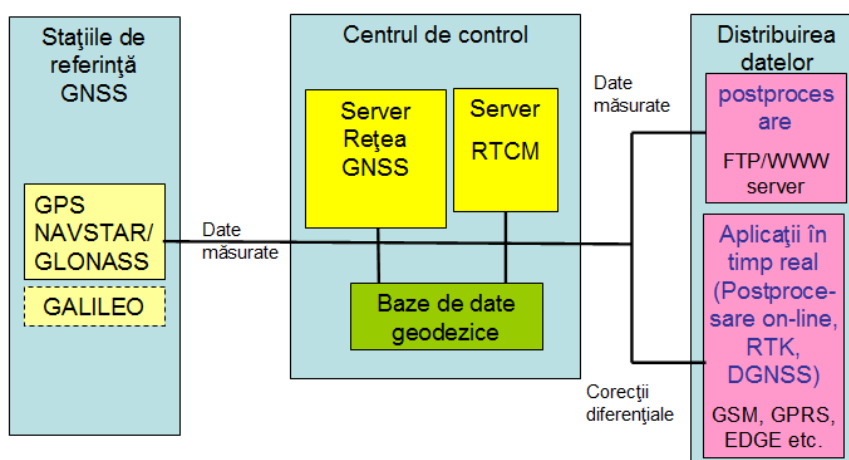 Staţiile de
referinţă
GNSS
GPS
NAVSTAR/
GLONASS
GALILEO
Date
măsurate
Centrul de control
Server
Reţea
GNSS
Server
RTCM
Baze de date
geodezice
Date
măsurate
Corecţii
diferenţiale
Distribuirea
datelor
postproces
are
FTP/WWW
server
Aplicaţii în
timp real
(Postproce-
sare on-line,
RTK,
DGNSS)
GSM, GPRS,
EDGE etc.